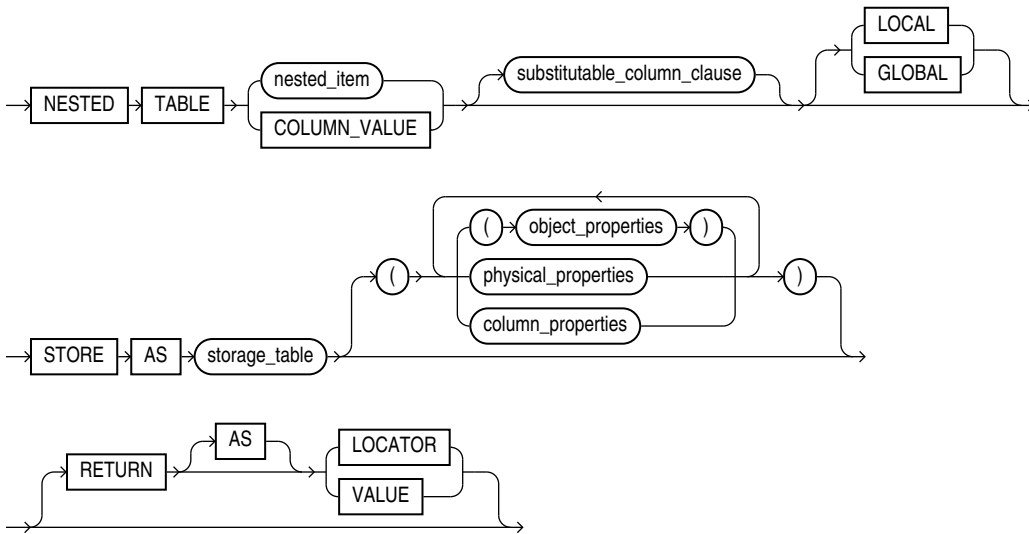 LOCAL
nested_item substitutable_column_clause GLOBAL
NESTED TABLE
COLUMN_VALUE
( object_properties )
( physical_properties )
column_properties
STORE AS storage_table
AS LOCATOR
RETURN
VALUE